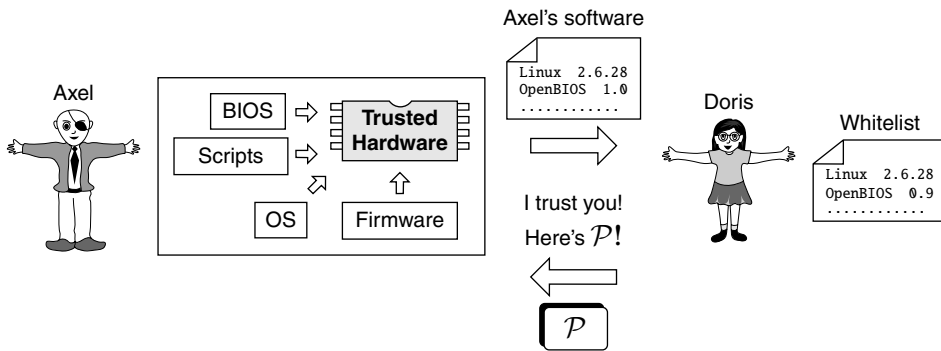 Axel's software
Linux 2.6.28
OpenBIOS 1.0
............
Axel
BIOS
Scripts
OS
Firmware
Trusted
Hardware
Doris
Whitelist
Linux 2.6.28
OpenBIOS 0.9
............
I trust you!
Here's 𝒫!
𝒫